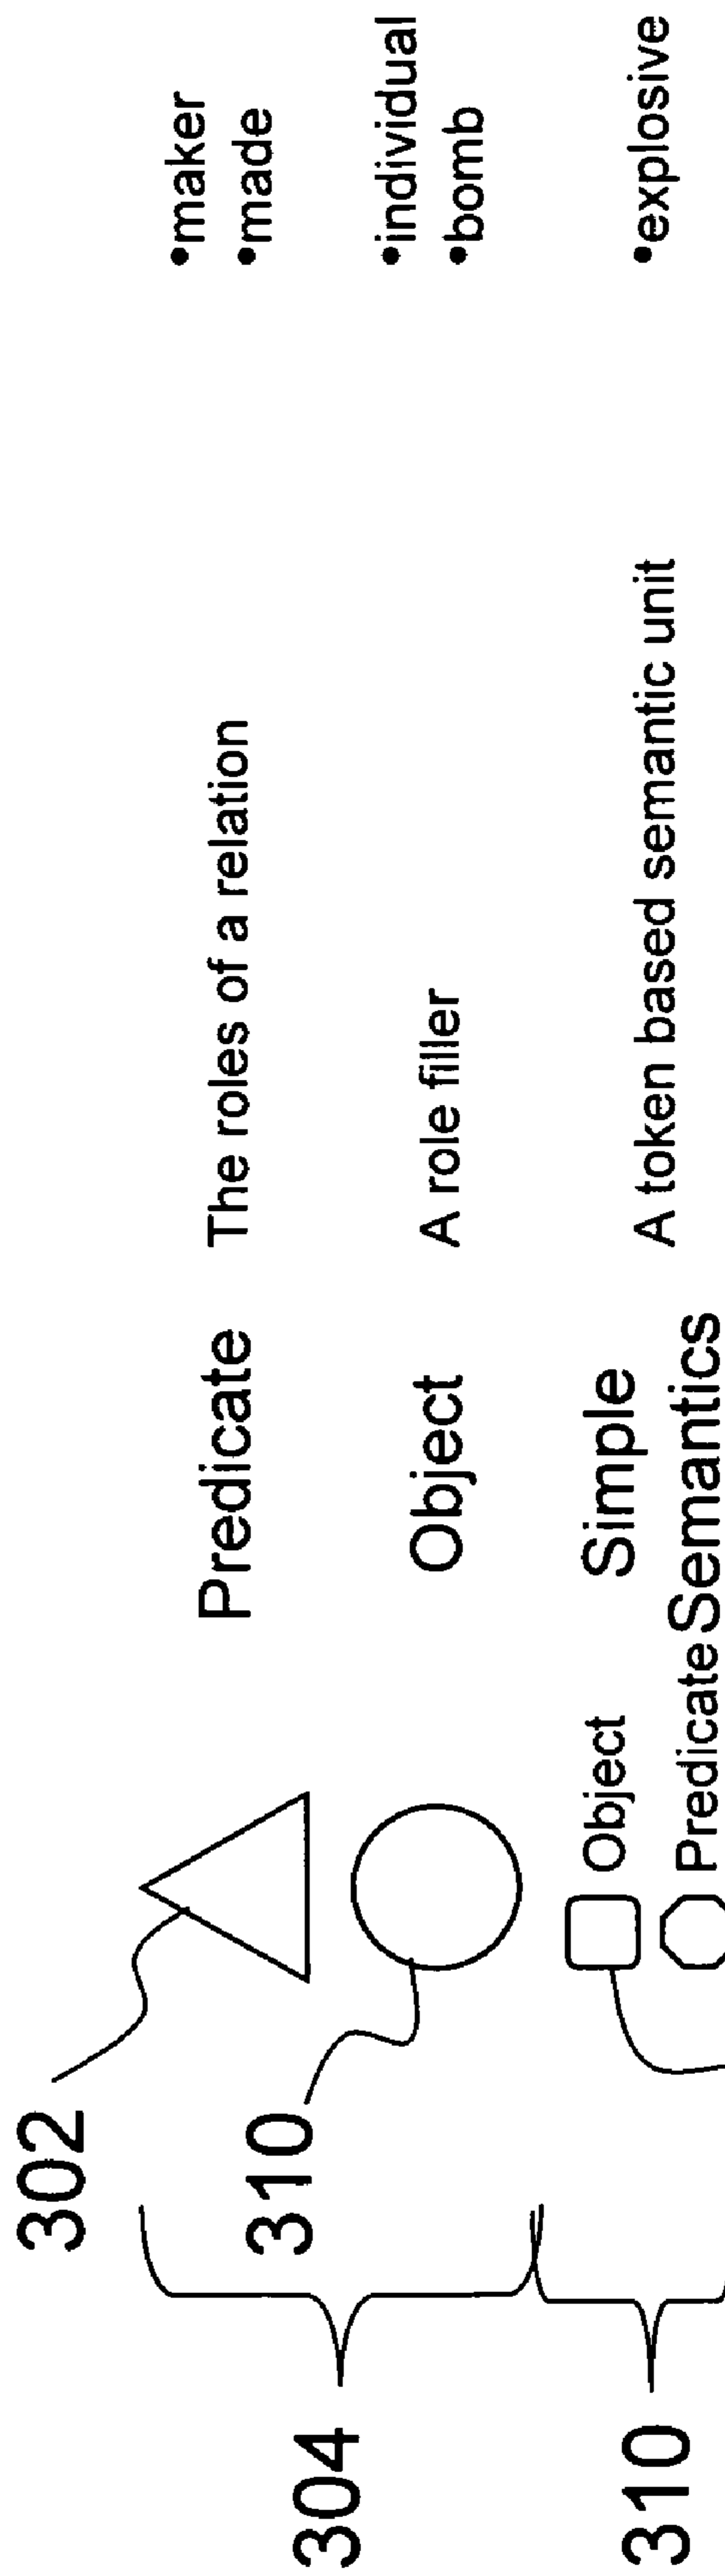 302
304
310
Predicate
The roles of a relation
•maker
•made
Object
A role filler
•individual
•bomb
310
Object
Predicate
Simple
Semantics
A token based semantic unit
•explosive